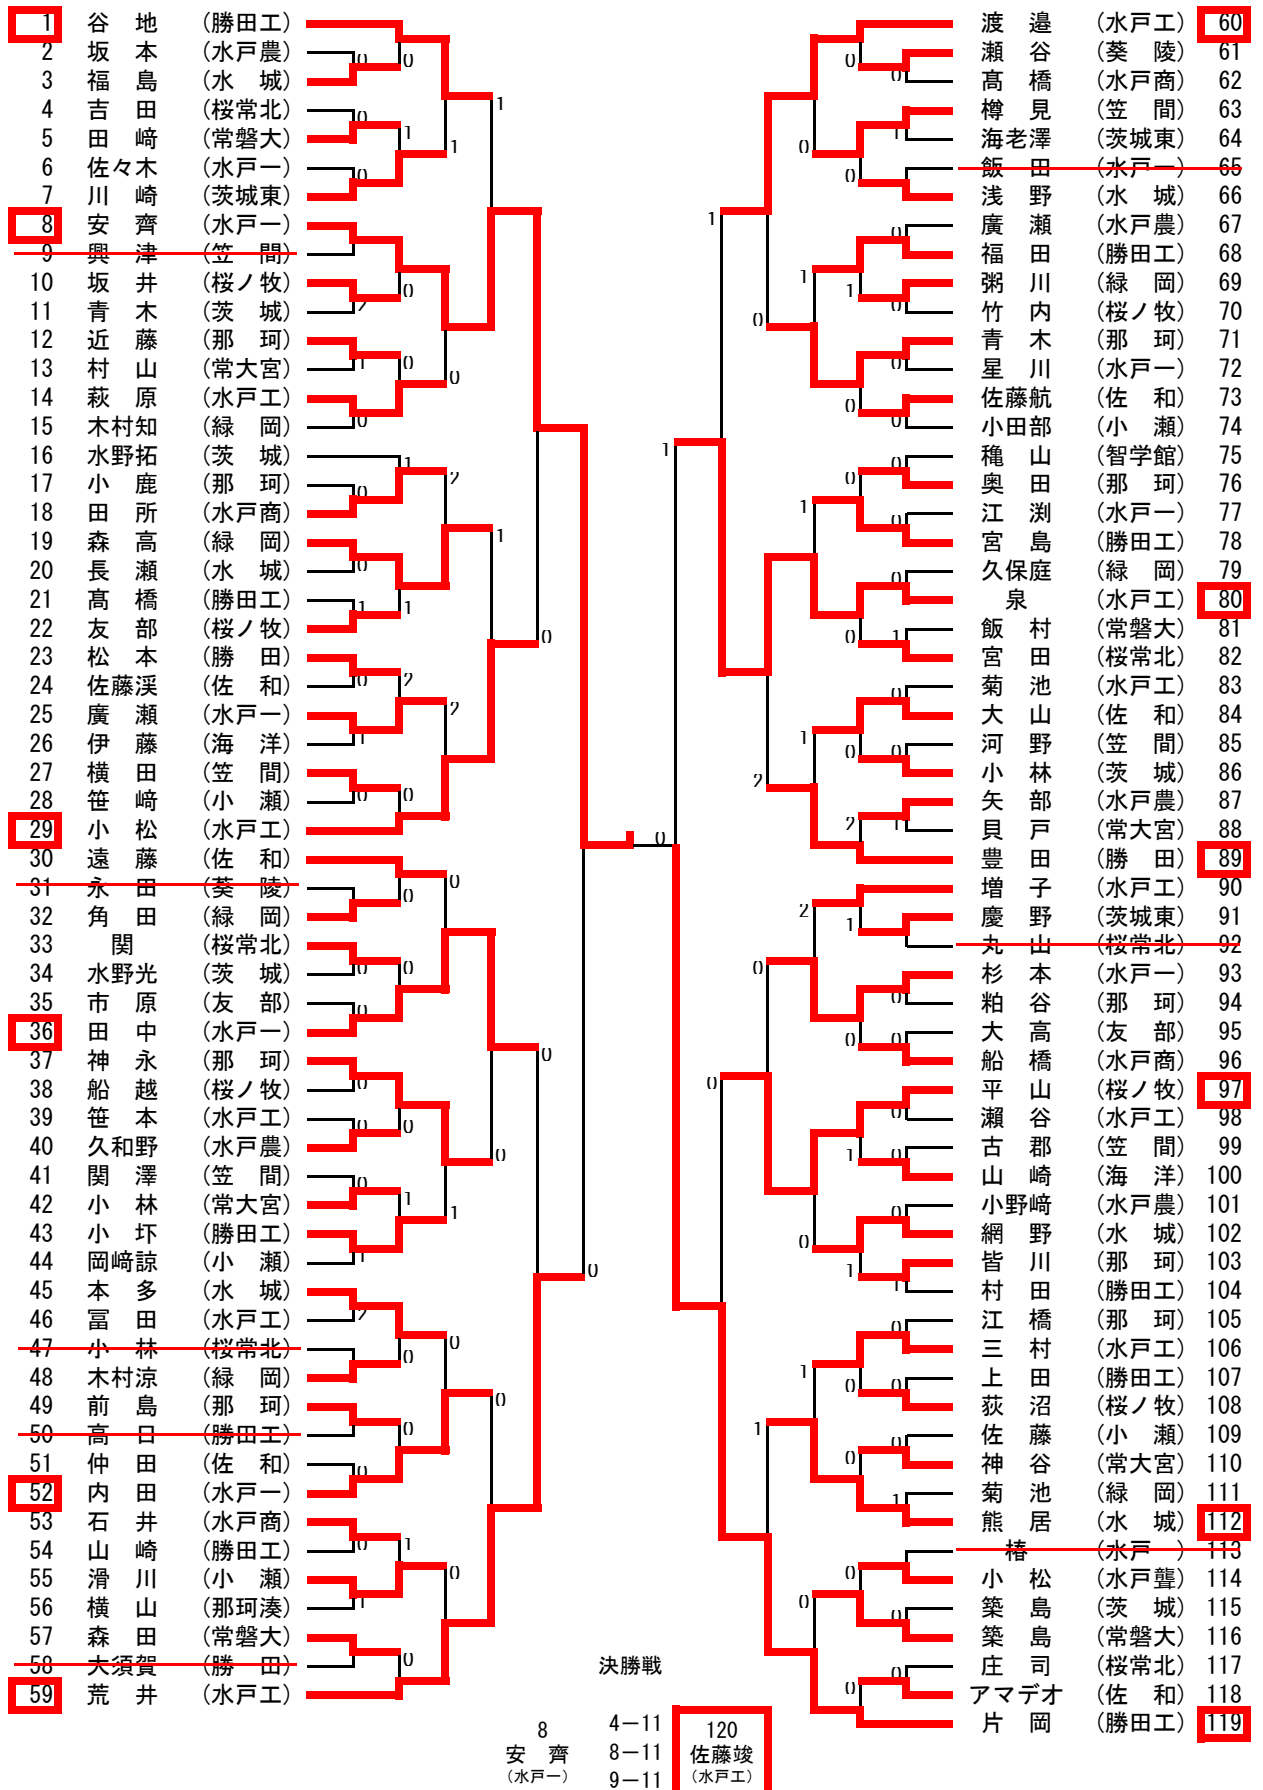 1 谷 地 (勝田工)
2 坂 本 (水戸農)
3 福 島 (水 城)
4 吉 田 (桜常北)
5 田 﨑 (常磐大)
6 佐々木 (水戸一)
7 川 崎 (茨城東)
8 安 齊 (水戸一)
9 興 津 (笠 間)
10 坂 井 (桜ノ牧)
11 青 木 (茨 城)
12 近 藤 (那 珂)
13 村 山 (常大宮)
14 萩 原 (水戸工)
15 木村知 (緑 岡)
16 水野拓 (茨 城)
17 小 鹿 (那 珂)
18 田 所 (水戸商)
19 森 高 (緑 岡)
20 長 瀬 (水 城)
21 髙 橋 (勝田工)
22 友 部 (桜ノ牧)
23 松 本 (勝 田)
24 佐藤渓 (佐 和)
25 廣 瀬 (水戸一)
26 伊 藤 (海 洋)
27 横 田 (笠 間)
28 笹 﨑 (小 瀬)
29 小 松 (水戸工)
30 遠 藤 (佐 和)
31 永 田 (葵 陵)
32 角 田 (緑 岡)
33 関 (桜常北)
34 水野光 (茨 城)
35 市 原 (友 部)
36 田 中 (水戸一)
37 神 永 (那 珂)
38 船 越 (桜ノ牧)
39 笹 本 (水戸工)
40 久和野 (水戸農)
41 関 澤 (笠 間)
42 小 林 (常大宮)
43 小 圷 (勝田工)
44 岡﨑諒 (小 瀬)
45 本 多 (水 城)
46 冨 田 (水戸工)
47 小 林 (桜常北)
48 木村涼 (緑 岡)
49 前 島 (那 珂)
50 高 日 (勝田工)
51 仲 田 (佐 和)
52 内 田 (水戸一)
53 石 井 (水戸商)
54 山 崎 (勝田工)
55 滑 川 (小 瀬)
56 横 山 (那珂湊)
57 森 田 (常磐大)
58 大須賀 (勝 田)
59 荒 井 (水戸工)
渡 邉 (水戸工) 60
瀬 谷 (葵 陵) 61
髙 橋 (水戸商) 62
樽 見 (笠 間) 63
海老澤 (茨城東) 64
飯 田 (水戸一) 65
浅 野 (水 城) 66
廣 瀬 (水戸農) 67
福 田 (勝田工) 68
粥 川 (緑 岡) 69
竹 内 (桜ノ牧) 70
青 木 (那 珂) 71
星 川 (水戸一) 72
佐藤航 (佐 和) 73
小田部 (小 瀬) 74
穐 山 (智学館) 75
奥 田 (那 珂) 76
江 渕 (水戸一) 77
宮 島 (勝田工) 78
久保庭 (緑 岡) 79
泉 (水戸工) 80
飯 村 (常磐大) 81
宮 田 (桜常北) 82
菊 池 (水戸工) 83
大 山 (佐 和) 84
河 野 (笠 間) 85
小 林 (茨 城) 86
矢 部 (水戸農) 87
貝 戸 (常大宮) 88
豊 田 (勝 田) 89
増 子 (水戸工) 90
慶 野 (茨城東) 91
丸 山 (桜常北) 92
杉 本 (水戸一) 93
粕 谷 (那 珂) 94
大 高 (友 部) 95
船 橋 (水戸商) 96
平 山 (桜ノ牧) 97
瀨 谷 (水戸工) 98
古 郡 (笠 間) 99
山 崎 (海 洋) 100
小野﨑 (水戸農) 101
網 野 (水 城) 102
皆 川 (那 珂) 103
村 田 (勝田工) 104
江 橋 (那 珂) 105
三 村 (水戸工) 106
上 田 (勝田工) 107
荻 沼 (桜ノ牧) 108
佐 藤 (小 瀬) 109
神 谷 (常大宮) 110
菊 池 (緑 岡) 111
熊 居 (水 城) 112
椿 (水戸 ) 113
小 松 (水戸聾) 114
築 島 (茨 城) 115
築 島 (常磐大) 116
庄 司 (桜常北) 117
アマデオ (佐 和) 118
片 岡 (勝田工) 119
決勝戦
8
安 齊
(水戸一)
4-11
8-11
9-11
120
佐藤竣
(水戸工)